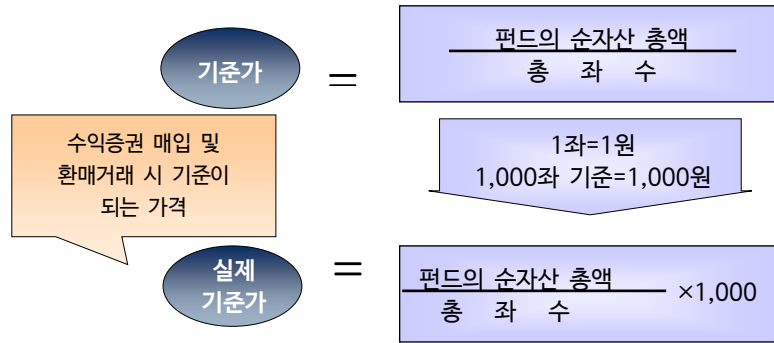 기준가
=
펀드의 순자산 총액
총 좌 수
수익증권 매입 및
환매거래 시 기준이
되는 가격
1좌=1원
1,000좌 기준=1,000원
실제
기준가
=
펀드의 순자산 총액
총 좌 수
×1,000